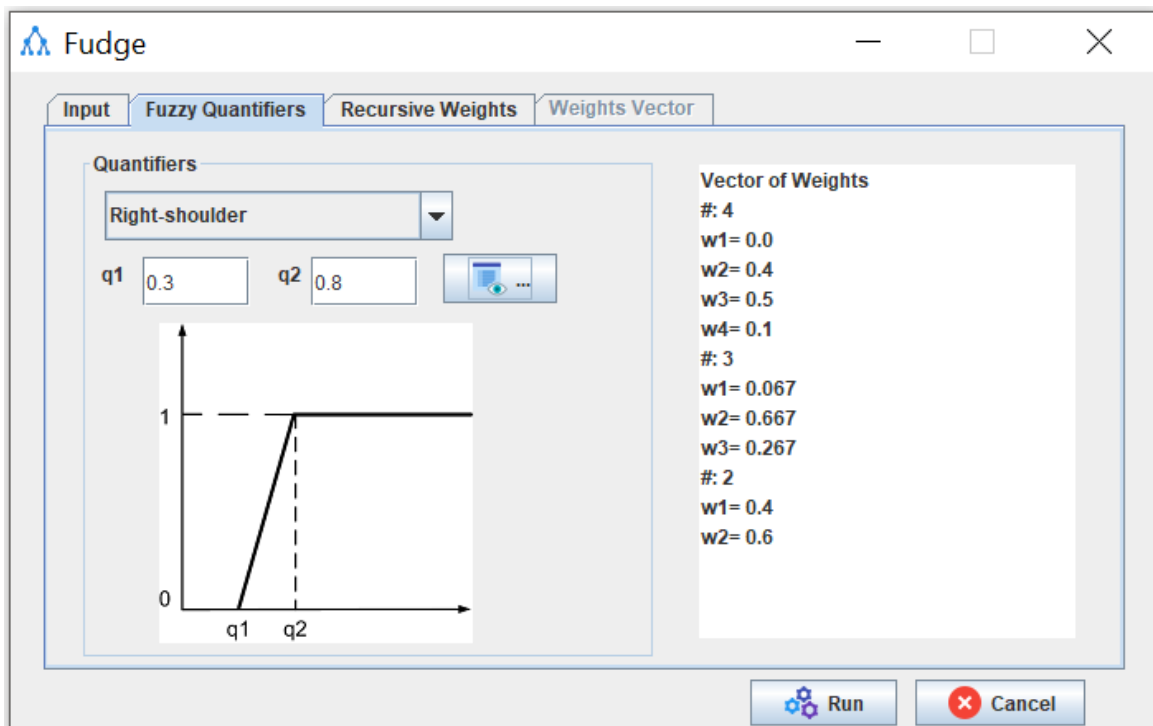 Fudge
Input Fuzzy Quantifiers Recursive Weights Weights Vector
Quantifiers
Right-shoulder
q1 0.3 q2 0.8 ...
1
0
q1 q2
Vector of Weights
#: 4
w1= 0.0
w2= 0.4
w3= 0.5
w4= 0.1
#: 3
w1= 0.067
w2= 0.667
w3= 0.267
#: 2
w1= 0.4
w2= 0.6
Run Cancel